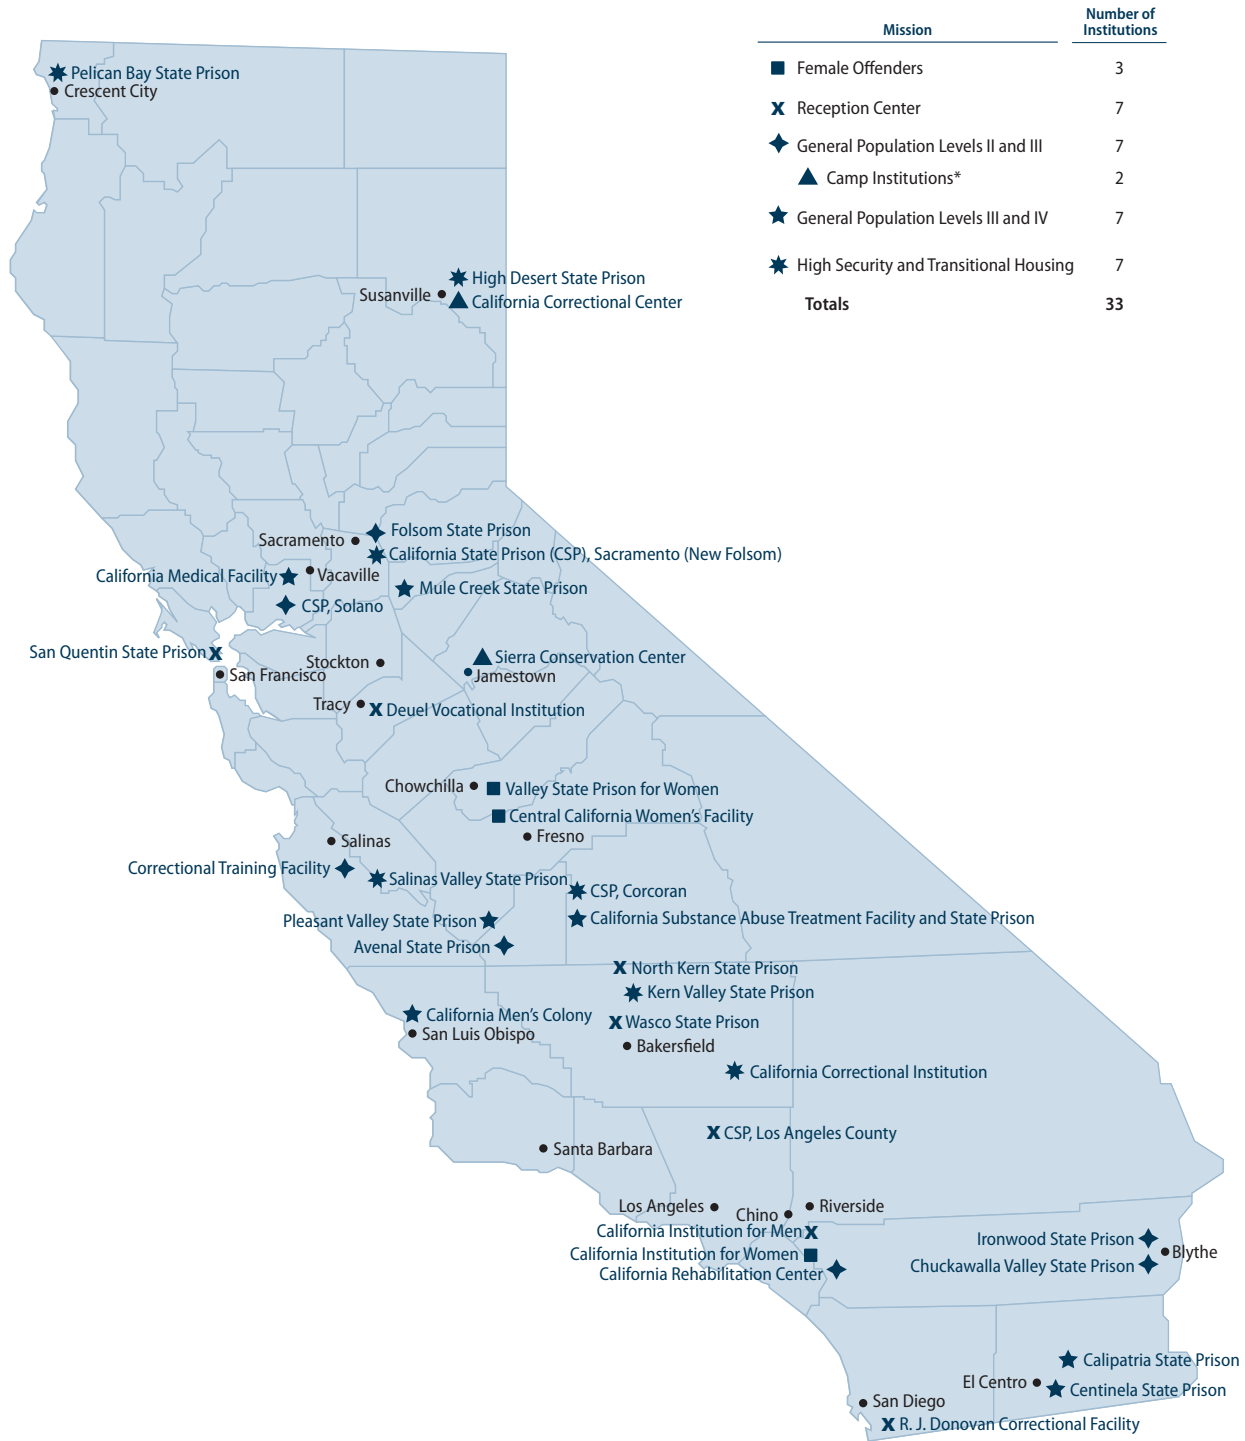 Mission
Number of
Institutions
Female Offenders 3
x Reception Center 7
General Population Levels II and III 7
Camp Institutions* 2
General Population Levels III and IV 7
High Security and Transitional Housing 7
Totals 33
Pelican Bay State Prison
Crescent City
High Desert State Prison
Susanville
California Correctional Center
Folsom State Prison
Sacramento
California State Prison (CSP), Sacramento (New Folsom)
California Medical Facility
Vacaville
Mule Creek State Prison
CSP, Solano
San Quentin State Prison x
Stockton
Sierra Conservation Center
San Francisco
Jamestown
Tracy
x Deuel Vocational Institution
Chowchilla
Valley State Prison for Women
Central California Women's Facility
Fresno
Salinas
Correctional Training Facility
Salinas Valley State Prison
CSP, Corcoran
Pleasant Valley State Prison
California Substance Abuse Treatment Facility and State Prison
Avenal State Prison
x North Kern State Prison
Kern Valley State Prison
California Men's Colony
x Wasco State Prison
San Luis Obispo
Bakersfield
California Correctional Institution
x CSP, Los Angeles County
Santa Barbara
Los Angeles
Chino
Riverside
California Institution for Men x
California Institution for Women
California Rehabilitation Center
Ironwood State Prison
Blythe
Chuckawalla Valley State Prison
Calipatria State Prison
El Centro
Centinela State Prison
San Diego
x R. J. Donovan Correctional Facility